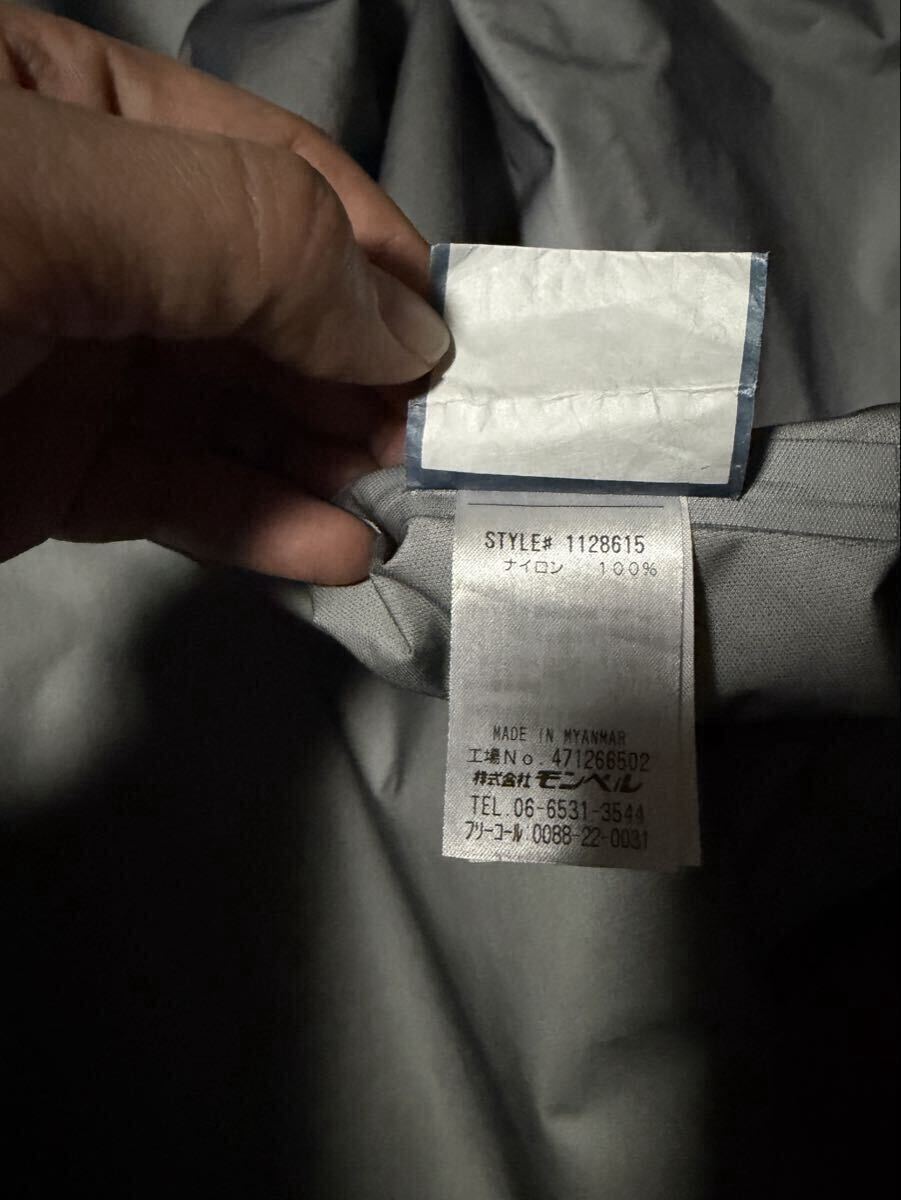 STYLE# 1128615
ナイロン 100%
MADE IN MYANMAR
工場No. 471266502
株式会社 モンベル
TEL. 06-6531-3544
フリーコール 0088-22-0031